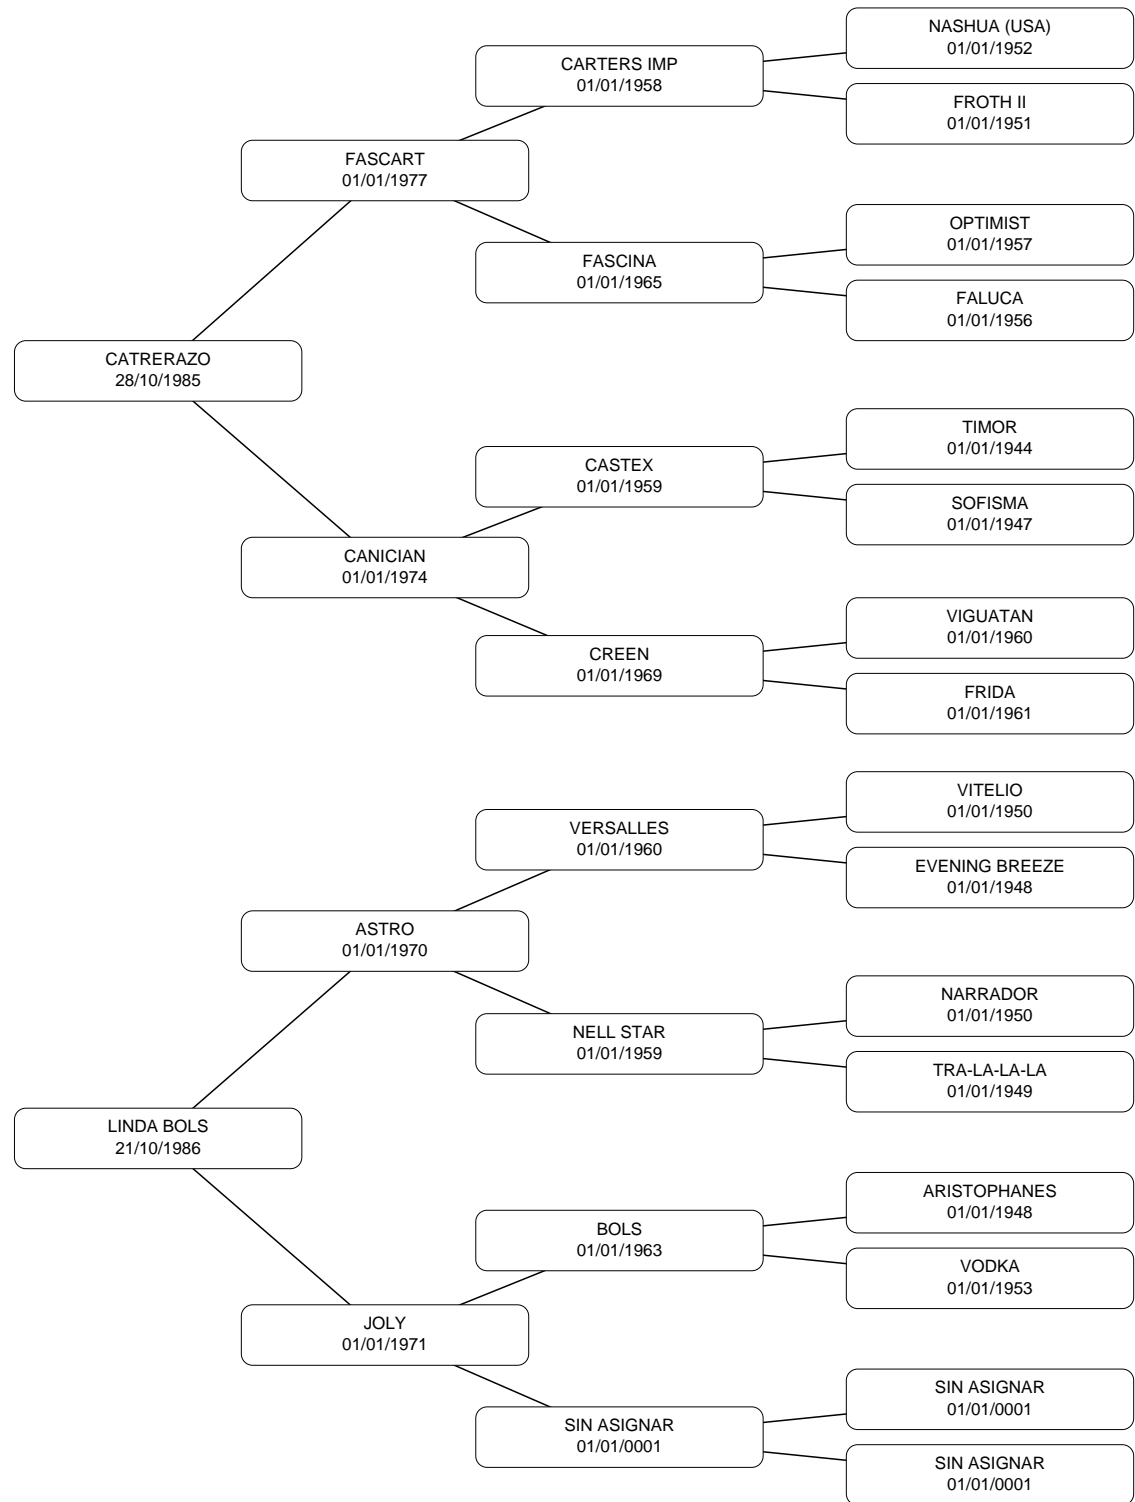 NASHUA (USA)
01/01/1952
CARTERS IMP
01/01/1958
FROTH II
01/01/1951
FASCART
01/01/1977
OPTIMIST
01/01/1957
FASCINA
01/01/1965
FALUCA
01/01/1956
CATRERAZO
28/10/1985
TIMOR
01/01/1944
CASTEX
01/01/1959
SOFISMA
01/01/1947
CANICIAN
01/01/1974
VIGUATAN
01/01/1960
CREEN
01/01/1969
FRIDA
01/01/1961
VITELIO
01/01/1950
VERSALLES
01/01/1960
EVENING BREEZE
01/01/1948
ASTRO
01/01/1970
NARRADOR
01/01/1950
NELL STAR
01/01/1959
TRA-LA-LA-LA
01/01/1949
LINDA BOLS
21/10/1986
ARISTOPHANES
01/01/1948
BOLS
01/01/1963
VODKA
01/01/1953
JOLY
01/01/1971
SIN ASIGNAR
01/01/0001
SIN ASIGNAR
01/01/0001
SIN ASIGNAR
01/01/0001